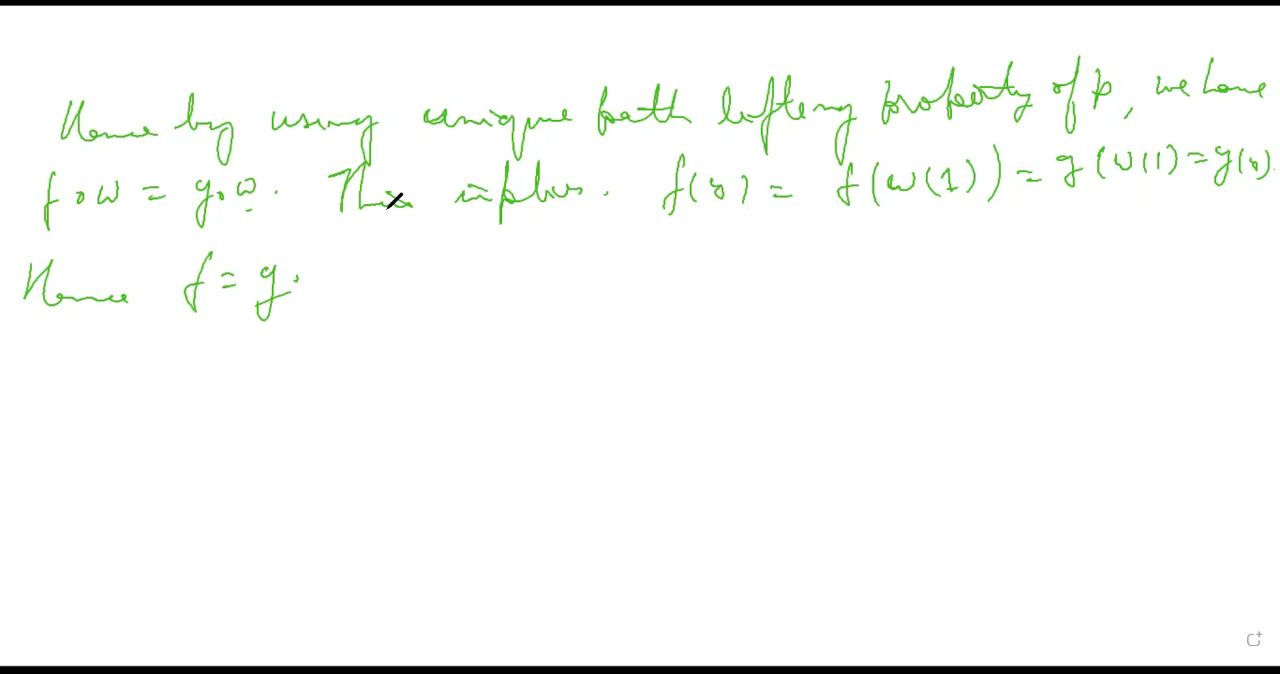 Hence by using unique path lifting property of p, we have
f∘ω = g∘ω. This implies. f(y) = f(ω(1)) = g(ω(1) = g(y).
Hence f = g.